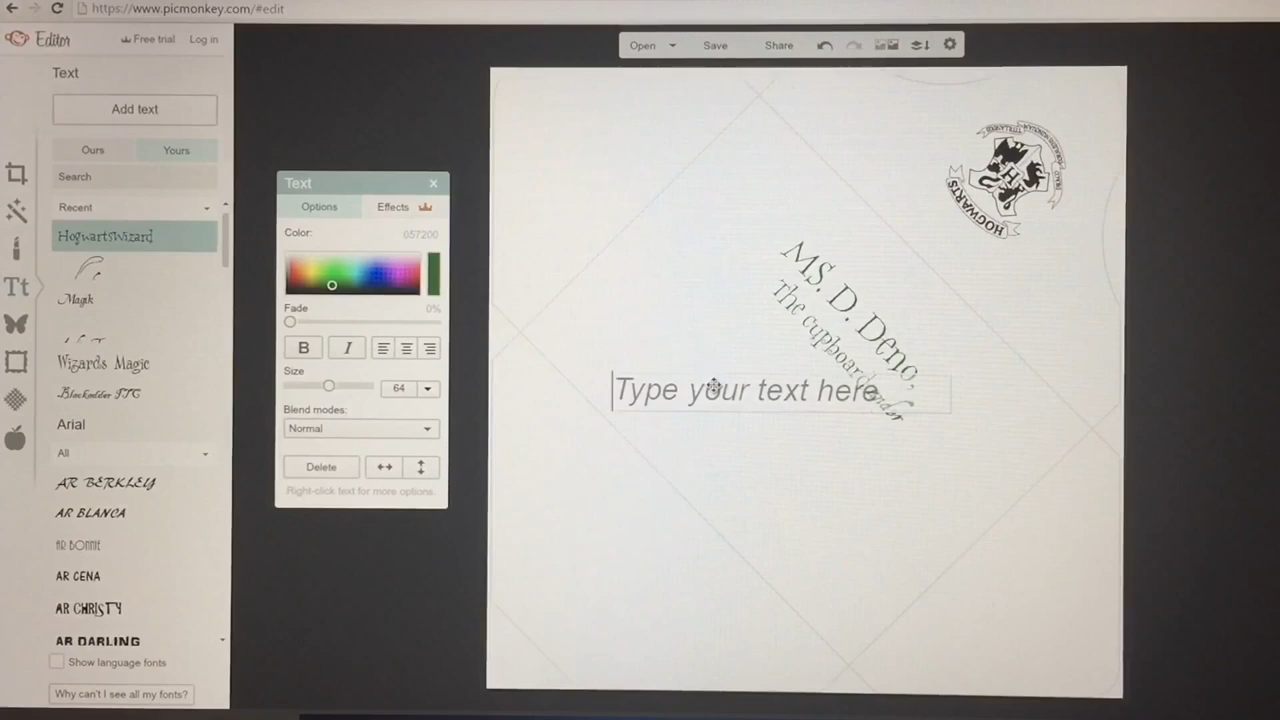 https://www.picmonkey.com/#edit
Editor
Free trial
Log in
Open
Save
Share
Text
Add text
Ours
Yours
Search
Recent
HogwartsWizard
Magik
Wizards Magic
Blackadder ITC
Arial
All
AR BERKLEY
AR BLANCA
AR BONNIE
AR CENA
AR CHRISTY
AR DARLING
Show language fonts
Why can't I see all my fonts?
Tt
Text
Options
Effects
Color:
057200
Fade
0%
B
I
Size
64
Blend modes:
Normal
Delete
Right-click text for more options.
HOGWARTS
H
MS. D. Deno,
The cupboard under
Type your text here